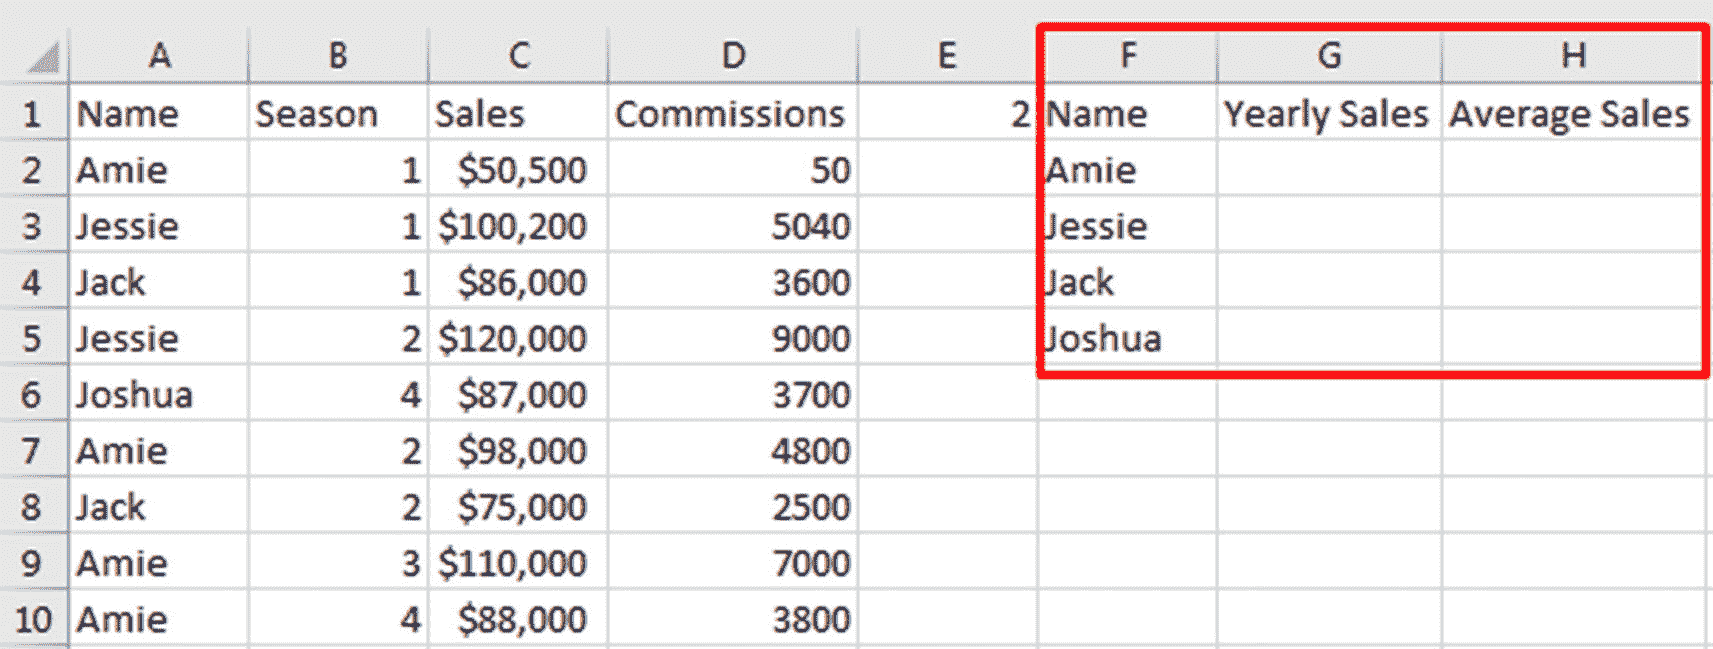 A B C D E F G H
1 Name Season Sales Commissions 2 Name Yearly Sales Average Sales
2 Amie 1 $50,500 50 Amie
3 Jessie 1 $100,200 5040 Jessie
4 Jack 1 $86,000 3600 Jack
5 Jessie 2 $120,000 9000 Joshua
6 Joshua 4 $87,000 3700
7 Amie 2 $98,000 4800
8 Jack 2 $75,000 2500
9 Amie 3 $110,000 7000
10 Amie 4 $88,000 3800